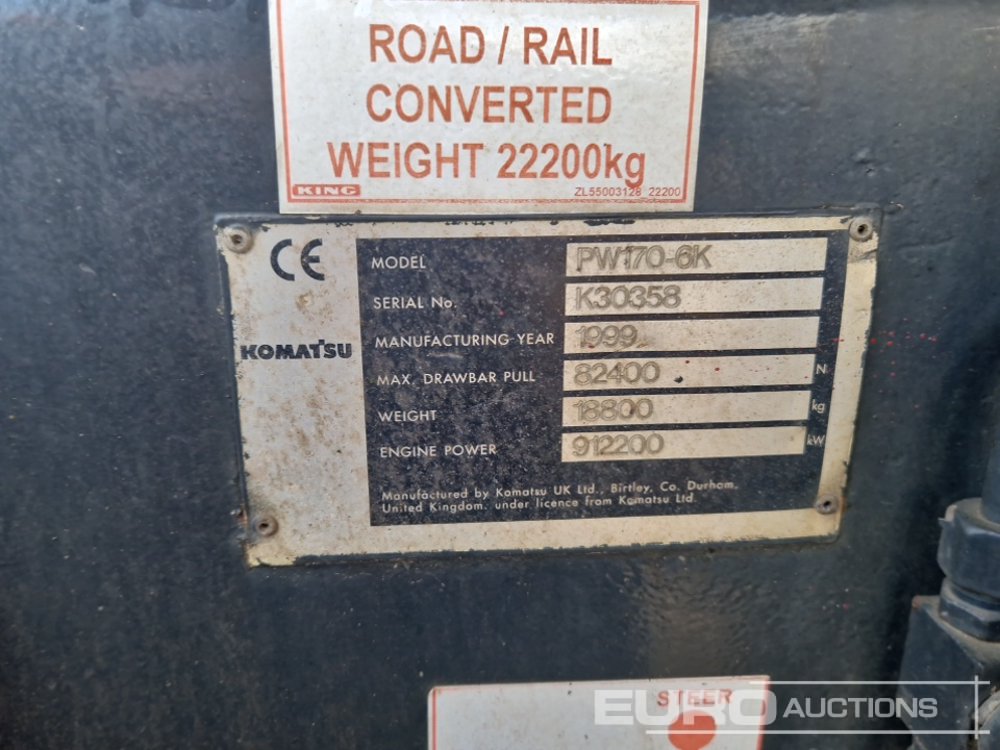 ROAD / RAIL
CONVERTED
WEIGHT 22200kg
KING ZL55003128_22200
CE
KOMATSU
MODEL PW170-6K
SERIAL No. K30358
MANUFACTURING YEAR 1999
MAX. DRAWBAR PULL 82400 N
WEIGHT 18800 kg
ENGINE POWER 912200 kW
Manufactured by Komatsu UK Ltd., Birtley, Co. Durham,
United Kingdom. under licence from Komatsu Ltd.
STEER
EURO AUCTIONS